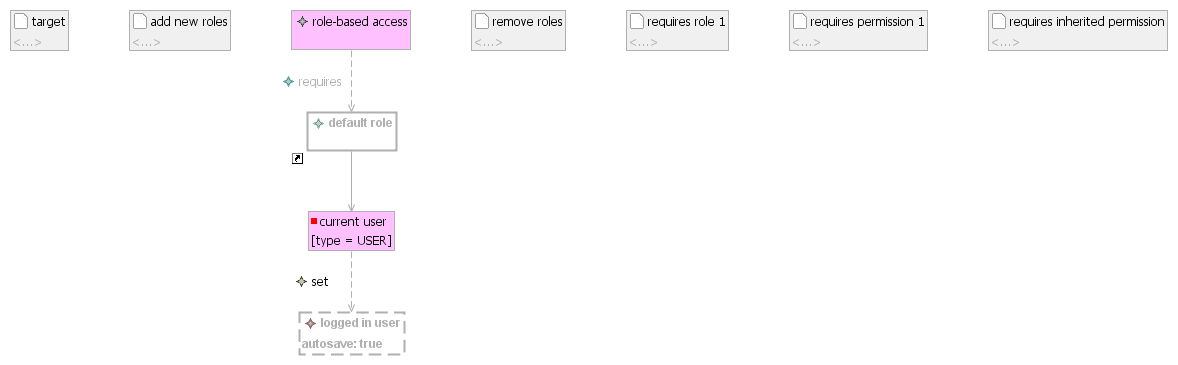 target
<...>
add new roles
<...>
role-based access
remove roles
<...>
requires role 1
<...>
requires permission 1
<...>
requires inherited permission
<...>
requires
default role
current user
[type = USER]
set
logged in user
autosave: true